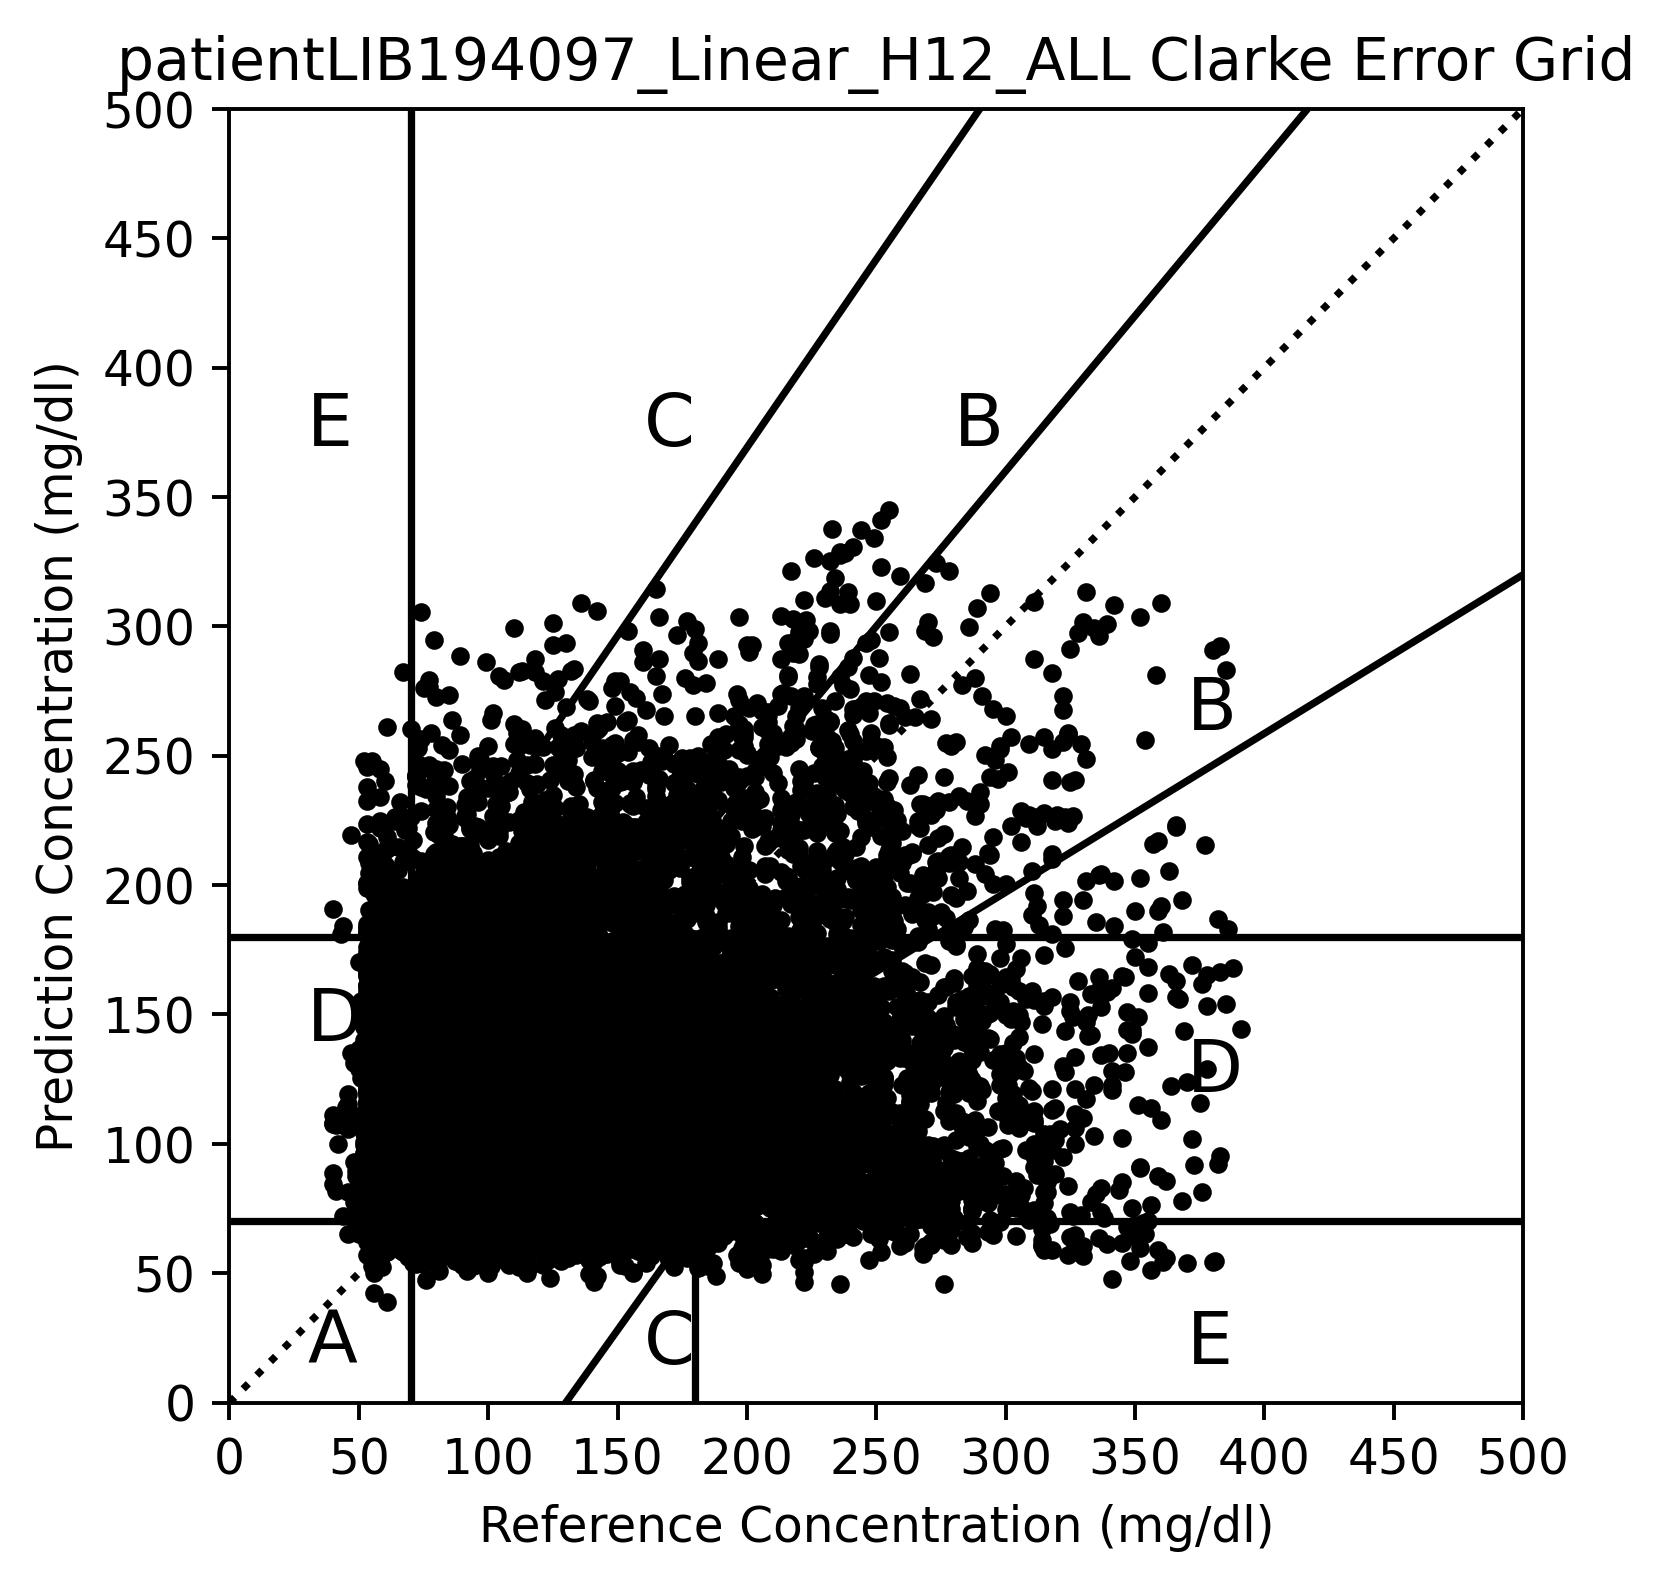 patientLIB194097_Linear_H12_ALL Clarke Error Grid
500
450
400
350
300
250
200
150
100
50
0
Prediction Concentration (mg/dl)
E
C
B
B
D
D
A
C
E
0 50 100 150 200 250 300 350 400 450 500
Reference Concentration (mg/dl)